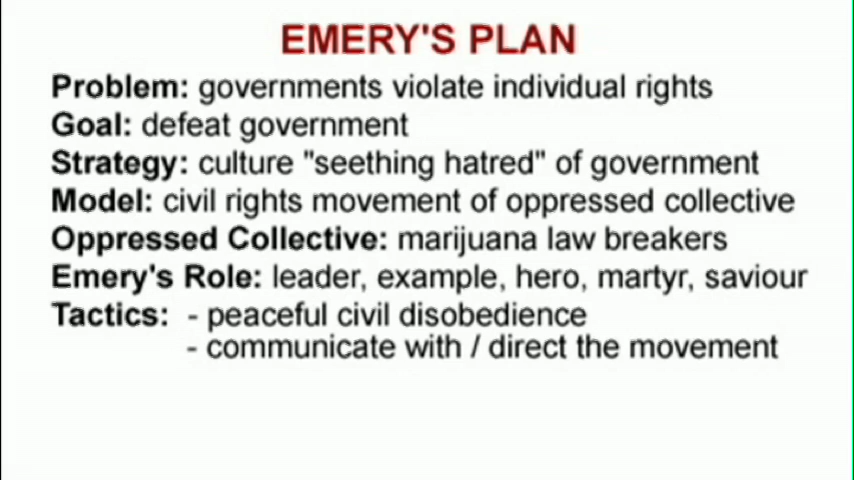 EMERY'S PLAN
Problem: governments violate individual rights
Goal: defeat government
Strategy: culture "seething hatred" of government
Model: civil rights movement of oppressed collective
Oppressed Collective: marijuana law breakers
Emery's Role: leader, example, hero, martyr, saviour
Tactics: - peaceful civil disobedience
- communicate with / direct the movement